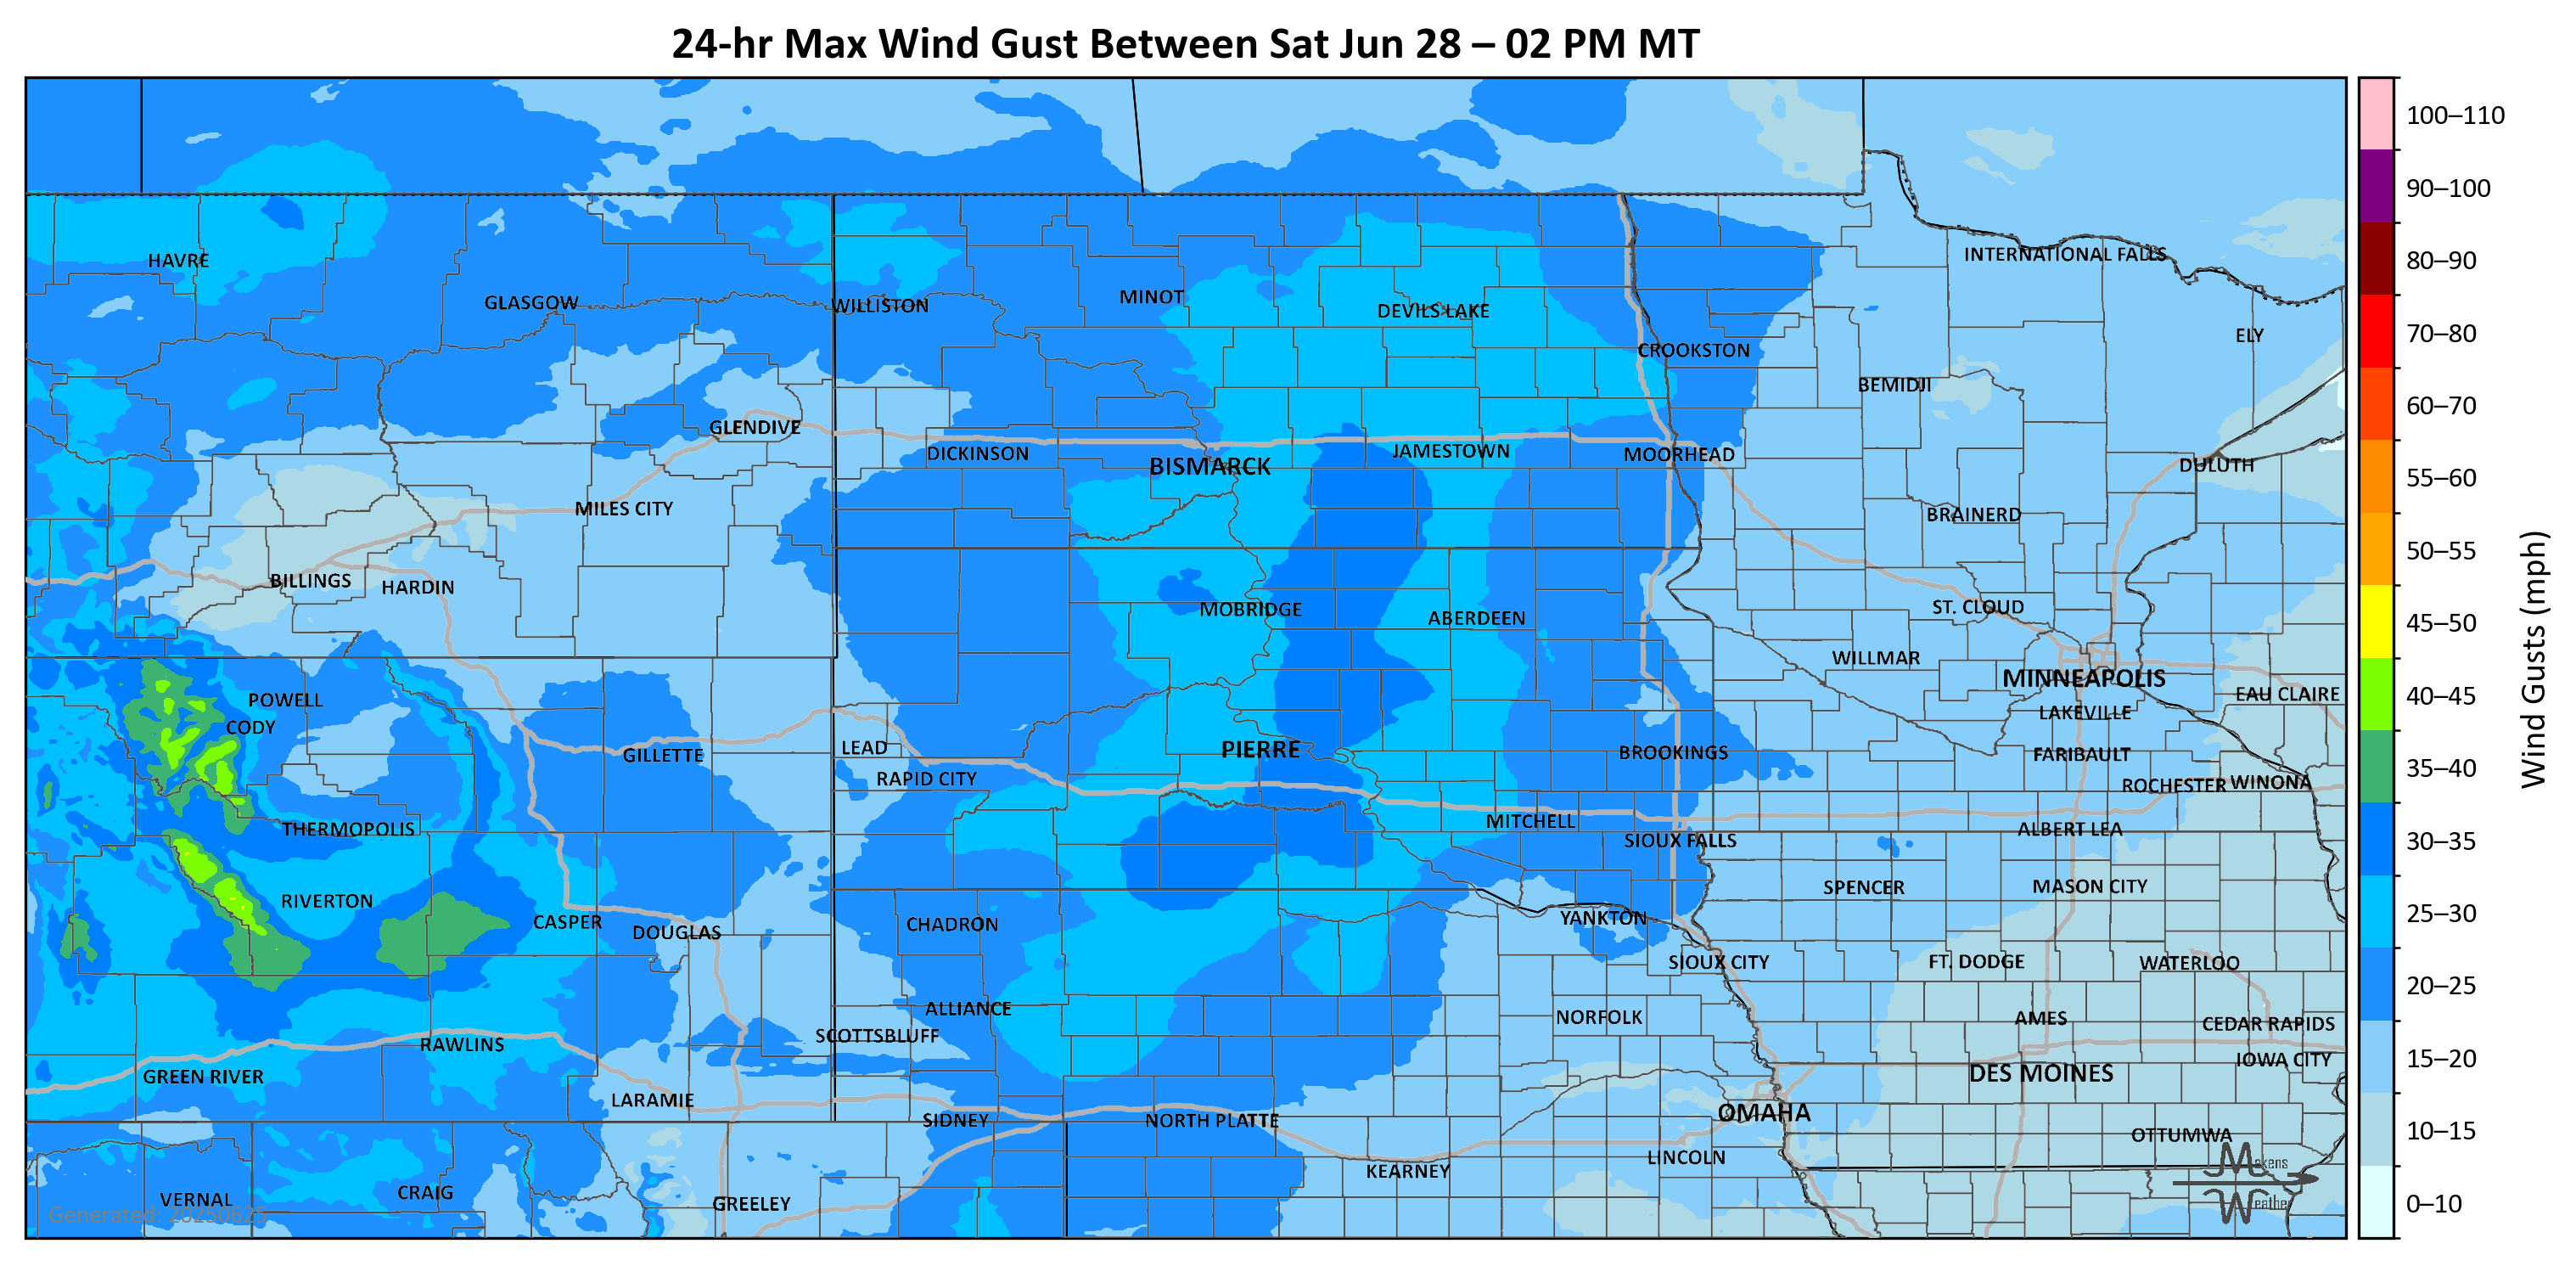 24-hr Max Wind Gust Between Sat Jun 28 – 02 PM MT
100–110
90–100
80–90
70–80
60–70
55–60
50–55
45–50
40–45
35–40
30–35
25–30
20–25
15–20
10–15
0–10
Wind Gusts (mph)
HAVRE
GLASGOW
WILLISTON
MINOT
DEVILS LAKE
CROOKSTON
INTERNATIONAL FALLS
ELY
BEMIDJI
GLENDIVE
DICKINSON
BISMARCK
JAMESTOWN
MOORHEAD
DULUTH
MILES CITY
BRAINERD
BILLINGS
HARDIN
MOBRIDGE
ABERDEEN
ST. CLOUD
WILLMAR
MINNEAPOLIS
EAU CLAIRE
POWELL
CODY
LAKEVILLE
GILLETTE
LEAD
PIERRE
BROOKINGS
FARIBAULT
RAPID CITY
ROCHESTER
WINONA
THERMOPOLIS
MITCHELL
SIOUX FALLS
ALBERT LEA
RIVERTON
SPENCER
MASON CITY
CASPER
DOUGLAS
CHADRON
YANKTON
SIOUX CITY
FT. DODGE
WATERLOO
ALLIANCE
NORFOLK
AMES
CEDAR RAPIDS
RAWLINS
SCOTTSBLUFF
IOWA CITY
GREEN RIVER
DES MOINES
LARAMIE
SIDNEY
NORTH PLATTE
OMAHA
OTTUMWA
KEARNEY
LINCOLN
VERNAL
CRAIG
GREELEY
Generated: 20250625
Makens
Weather